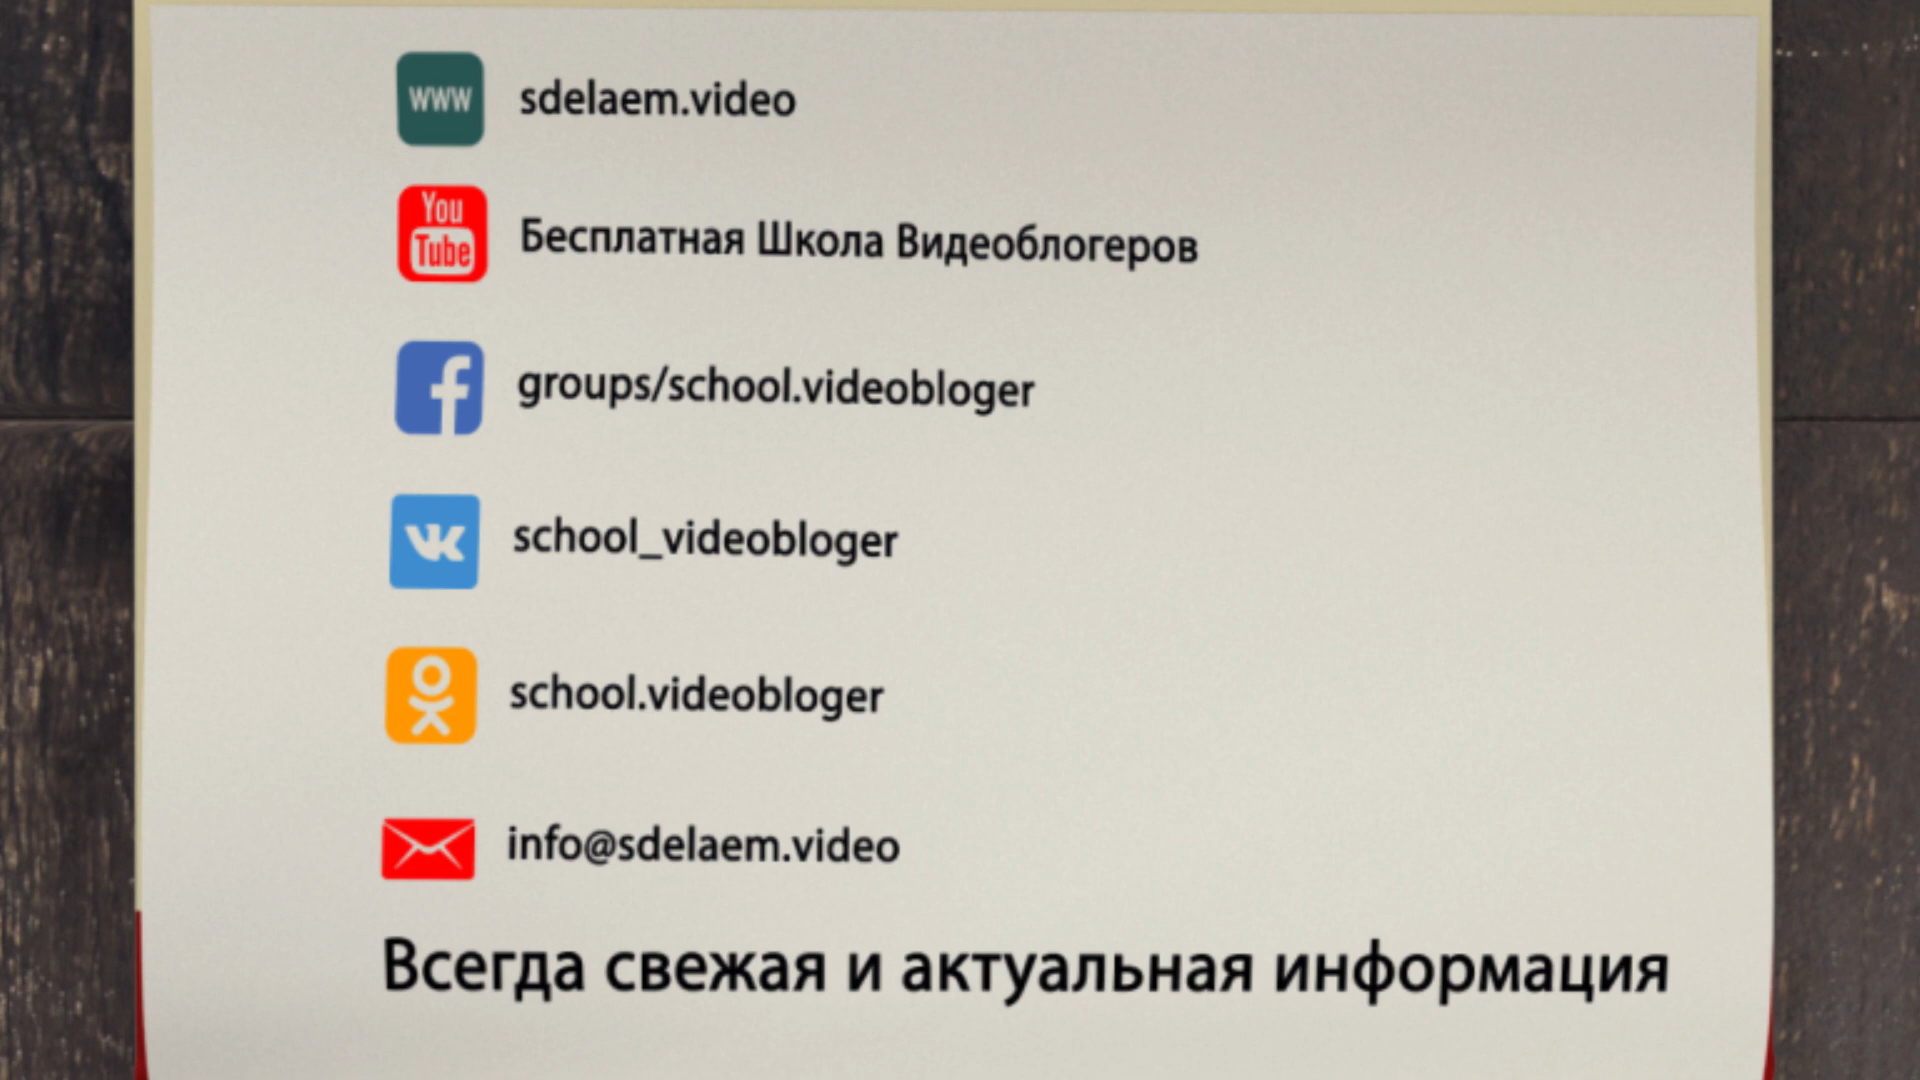 www sdelaem.video
You Tube Бесплатная Школа Видеоблогеров
groups/school.videobloger
school_videobloger
school.videobloger
info@sdelaem.video
Всегда свежая и актуальная информация